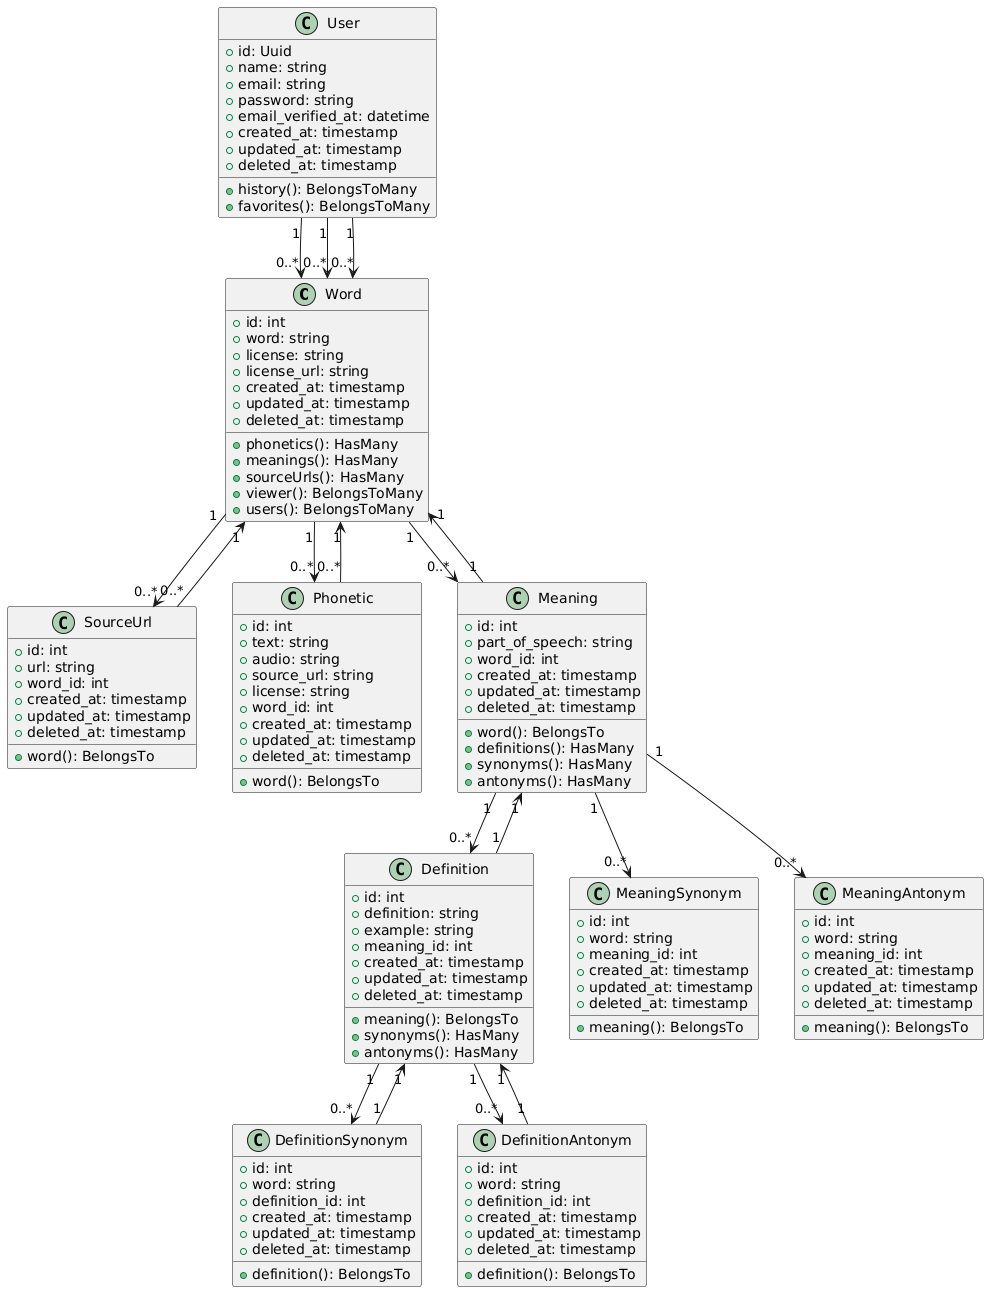 C User
id: Uuid
name: string
email: string
password: string
email_verified_at: datetime
created_at: timestamp
updated_at: timestamp
deleted_at: timestamp
history(): BelongsToMany
favorites(): BelongsToMany
1 1 1
0..* 0..* 0..*
C Word
id: int
word: string
license: string
license_url: string
created_at: timestamp
updated_at: timestamp
deleted_at: timestamp
phonetics(): HasMany
meanings(): HasMany
sourceUrls(): HasMany
viewer(): BelongsToMany
users(): BelongsToMany
1 1 1 1 1 1
0..* 0..* 0..* 0..* 0..* 1
C SourceUrl
id: int
url: string
word_id: int
created_at: timestamp
updated_at: timestamp
deleted_at: timestamp
word(): BelongsTo
C Phonetic
id: int
text: string
audio: string
source_url: string
license: string
word_id: int
created_at: timestamp
updated_at: timestamp
deleted_at: timestamp
word(): BelongsTo
C Meaning
id: int
part_of_speech: string
word_id: int
created_at: timestamp
updated_at: timestamp
deleted_at: timestamp
word(): BelongsTo
definitions(): HasMany
synonyms(): HasMany
antonyms(): HasMany
1 1 1 1
0..* 1 0..* 0..*
C Definition
id: int
definition: string
example: string
meaning_id: int
created_at: timestamp
updated_at: timestamp
deleted_at: timestamp
meaning(): BelongsTo
synonyms(): HasMany
antonyms(): HasMany
C MeaningSynonym
id: int
word: string
meaning_id: int
created_at: timestamp
updated_at: timestamp
deleted_at: timestamp
meaning(): BelongsTo
C MeaningAntonym
id: int
word: string
meaning_id: int
created_at: timestamp
updated_at: timestamp
deleted_at: timestamp
meaning(): BelongsTo
1 1 1 1
0..* 1 0..* 1
C DefinitionSynonym
id: int
word: string
definition_id: int
created_at: timestamp
updated_at: timestamp
deleted_at: timestamp
definition(): BelongsTo
C DefinitionAntonym
id: int
word: string
definition_id: int
created_at: timestamp
updated_at: timestamp
deleted_at: timestamp
definition(): BelongsTo